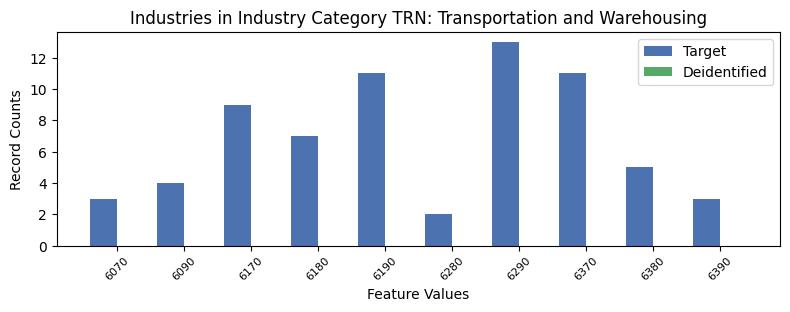 Industries in Industry Category TRN: Transportation and Warehousing
Target
Deidentified
Record Counts
12
10
8
6
4
2
0
6070 6090 6170 6180 6190 6280 6290 6370 6380 6390
Feature Values